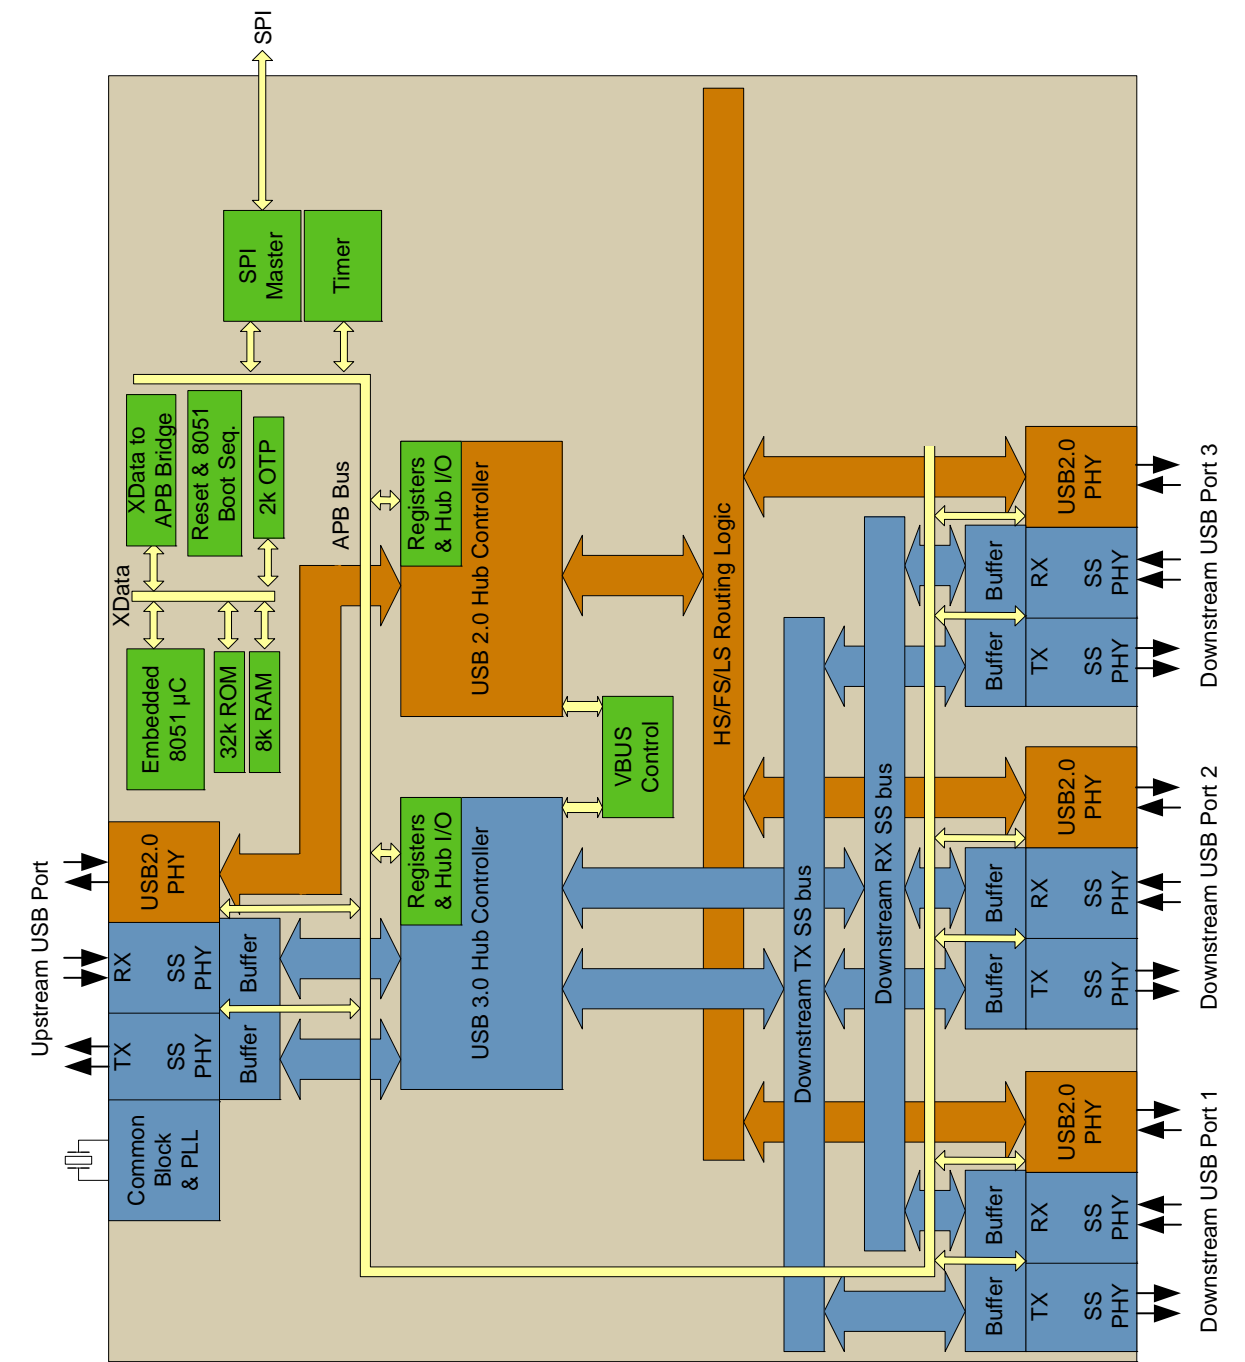 Upstream USB Port
Common
Block
& PLL
TX
SS
PHY
Buffer
RX
SS
PHY
Buffer
USB2.0
PHY
Embedded
8051 µC
32k ROM
8k RAM
XData
XData to
APB Bridge
Reset & 8051
Boot Seq.
2k OTP
SPI
SPI
Master
Timer
APB Bus
Registers
& Hub I/O
USB 3.0 Hub Controller
Registers
& Hub I/O
USB 2.0 Hub Controller
VBUS
Control
HS/FS/LS Routing Logic
Downstream TX SS bus
Downstream RX SS bus
Buffer
TX
SS
PHY
Buffer
RX
SS
PHY
USB2.0
PHY
Downstream USB Port 1
Buffer
TX
SS
PHY
Buffer
RX
SS
PHY
USB2.0
PHY
Downstream USB Port 2
Buffer
TX
SS
PHY
Buffer
RX
SS
PHY
USB2.0
PHY
Downstream USB Port 3